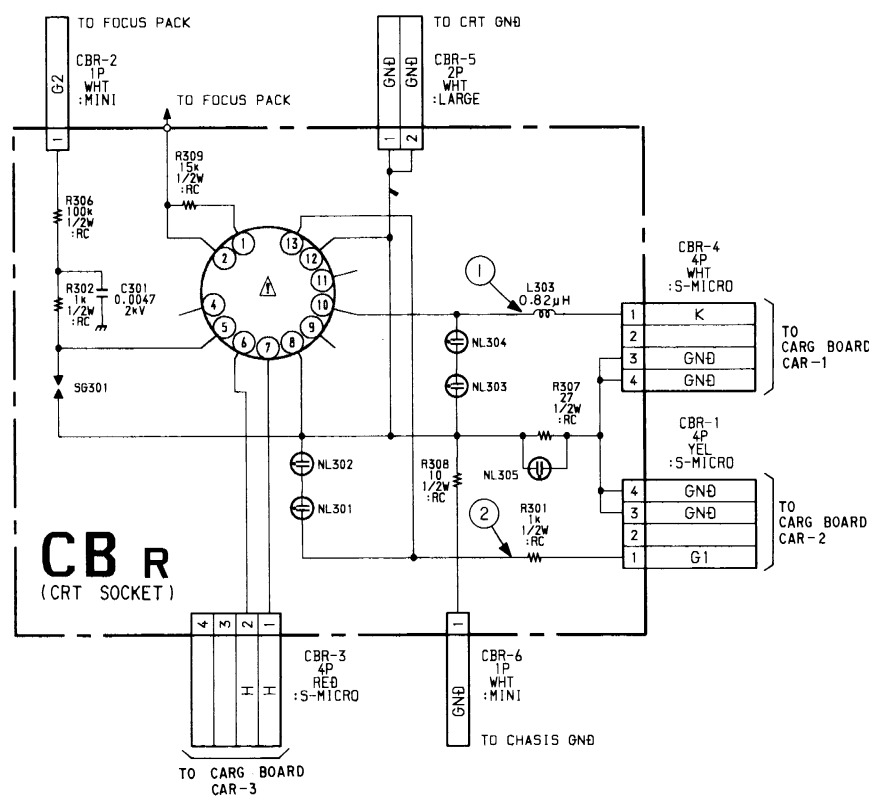 TO FOCUS PACK
CBR-2
1P
WHT
:MINI
G2
1
TO FOCUS PACK
TO CRT GND
CBR-5
2P
WHT
:LARGE
GND
GND
1
2
R309
15k
1/2W
:RC
R306
100k
1/2W
:RC
R302
1k
1/2W
:RC
C301
0.0047
2kV
SG301
1
2
4
5
6
7
8
9
10
11
12
13
!
1
L303
0.82µH
NL304
NL303
CBR-4
4P
WHT
:S-MICRO
1 K
2
3 GND
4 GND
TO
CARG BOARD
CAR-1
R307
27
1/2W
:RC
NL305
R308
10
1/2W
:RC
NL302
NL301
2
R301
1k
1/2W
:RC
CBR-1
4P
YEL
:S-MICRO
4 GND
3 GND
2
1 G1
TO
CARG BOARD
CAR-2
CB R
(CRT SOCKET)
4
3
2 H
1 H
CBR-3
4P
RED
:S-MICRO
TO CARG BOARD
CAR-3
1
GND
CBR-6
1P
WHT
:MINI
TO CHASIS GND